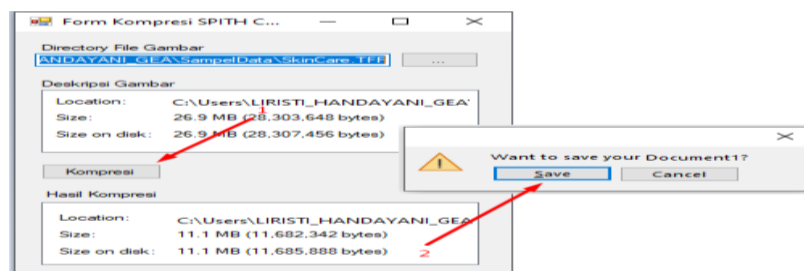 Form Kompresi SPITH C...
Directory File Gambar
ANDAYANI_GEA\SampelData\SkinCare.TFF
...
Deskripsi Gambar
Location: C:\Users\LIRISTI_HANDAYANI_GEA\
1
Size: 26.9 MB (28,303,648 bytes)
Size on disk: 26.9 MB (28,307,456 bytes)
Kompresi
Hasil Kompresi
Location: C:\Users\LIRISTI_HANDAYANI_GEA
Size: 11.1 MB (11,682,342 bytes)
Size on disk: 11.1 MB (11,685,888 bytes)
2
Want to save your Document1?
Save Cancel